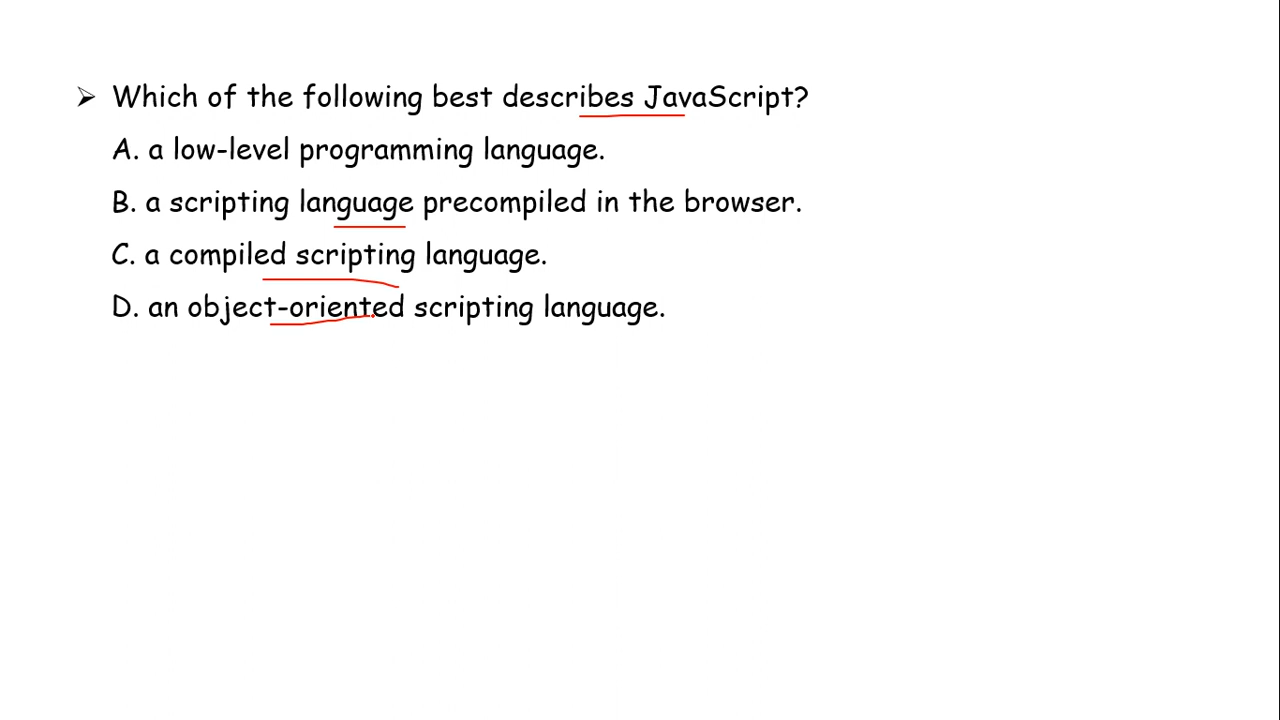 ➢ Which of the following best describes JavaScript?
A. a low-level programming language.
B. a scripting language precompiled in the browser.
C. a compiled scripting language.
D. an object-oriented scripting language.